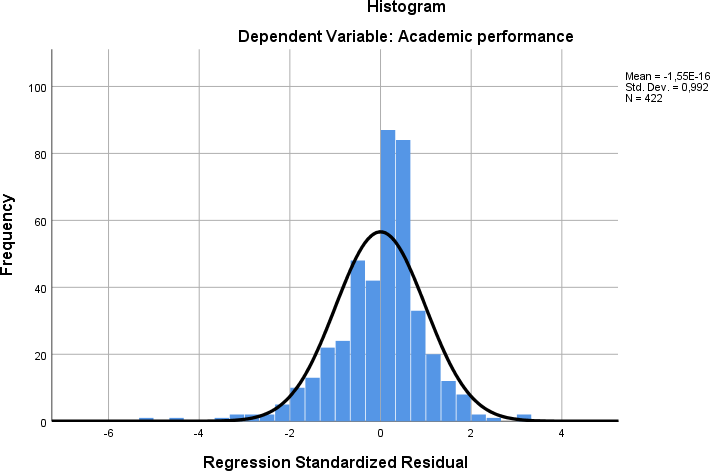 Histogram
Dependent Variable: Academic performance
Mean = -1,55E-16
Std. Dev. = 0,992
N = 422
100
80
60
40
20
0
Frequency
-6 -4 -2 0 2 4
Regression Standardized Residual